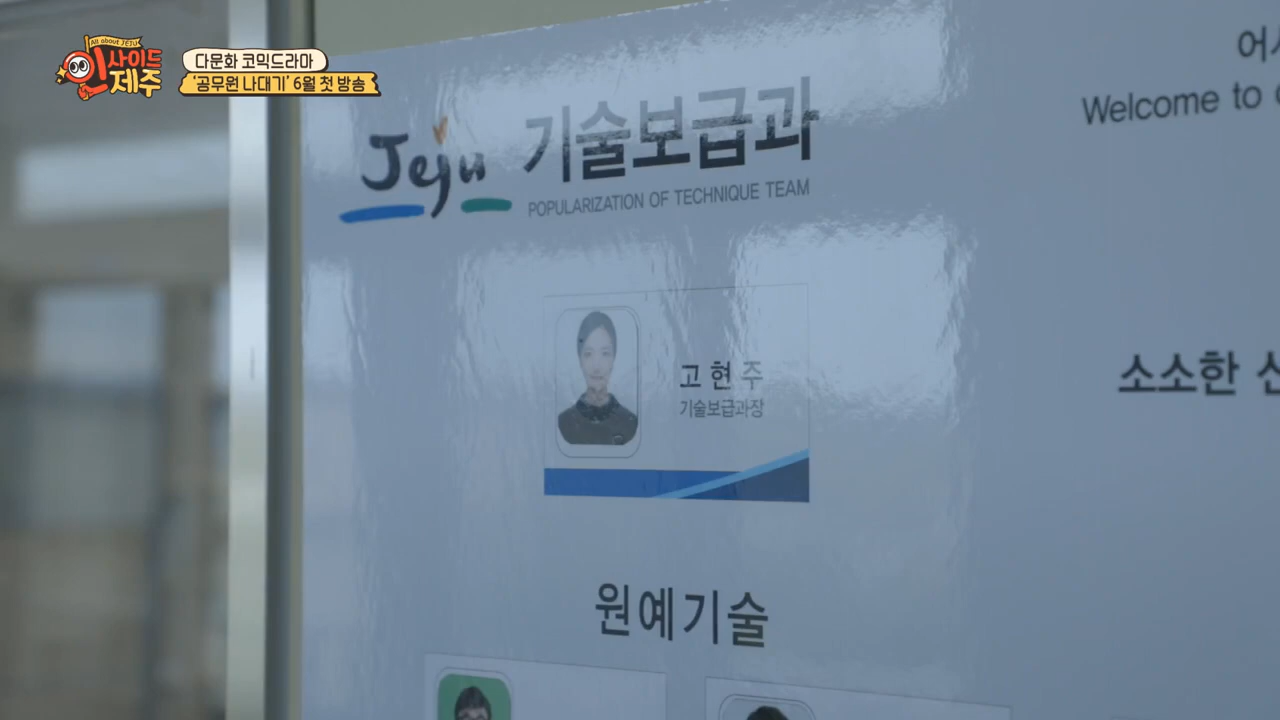 All about JEJU
인사이드
제주
다문화 코믹드라마
'공무원 나대기' 6월 첫 방송
Jeju 기술보급과
POPULARIZATION OF TECHNIQUE TEAM
고현주
기술보급과장
원예기술
Welcome to
소소한